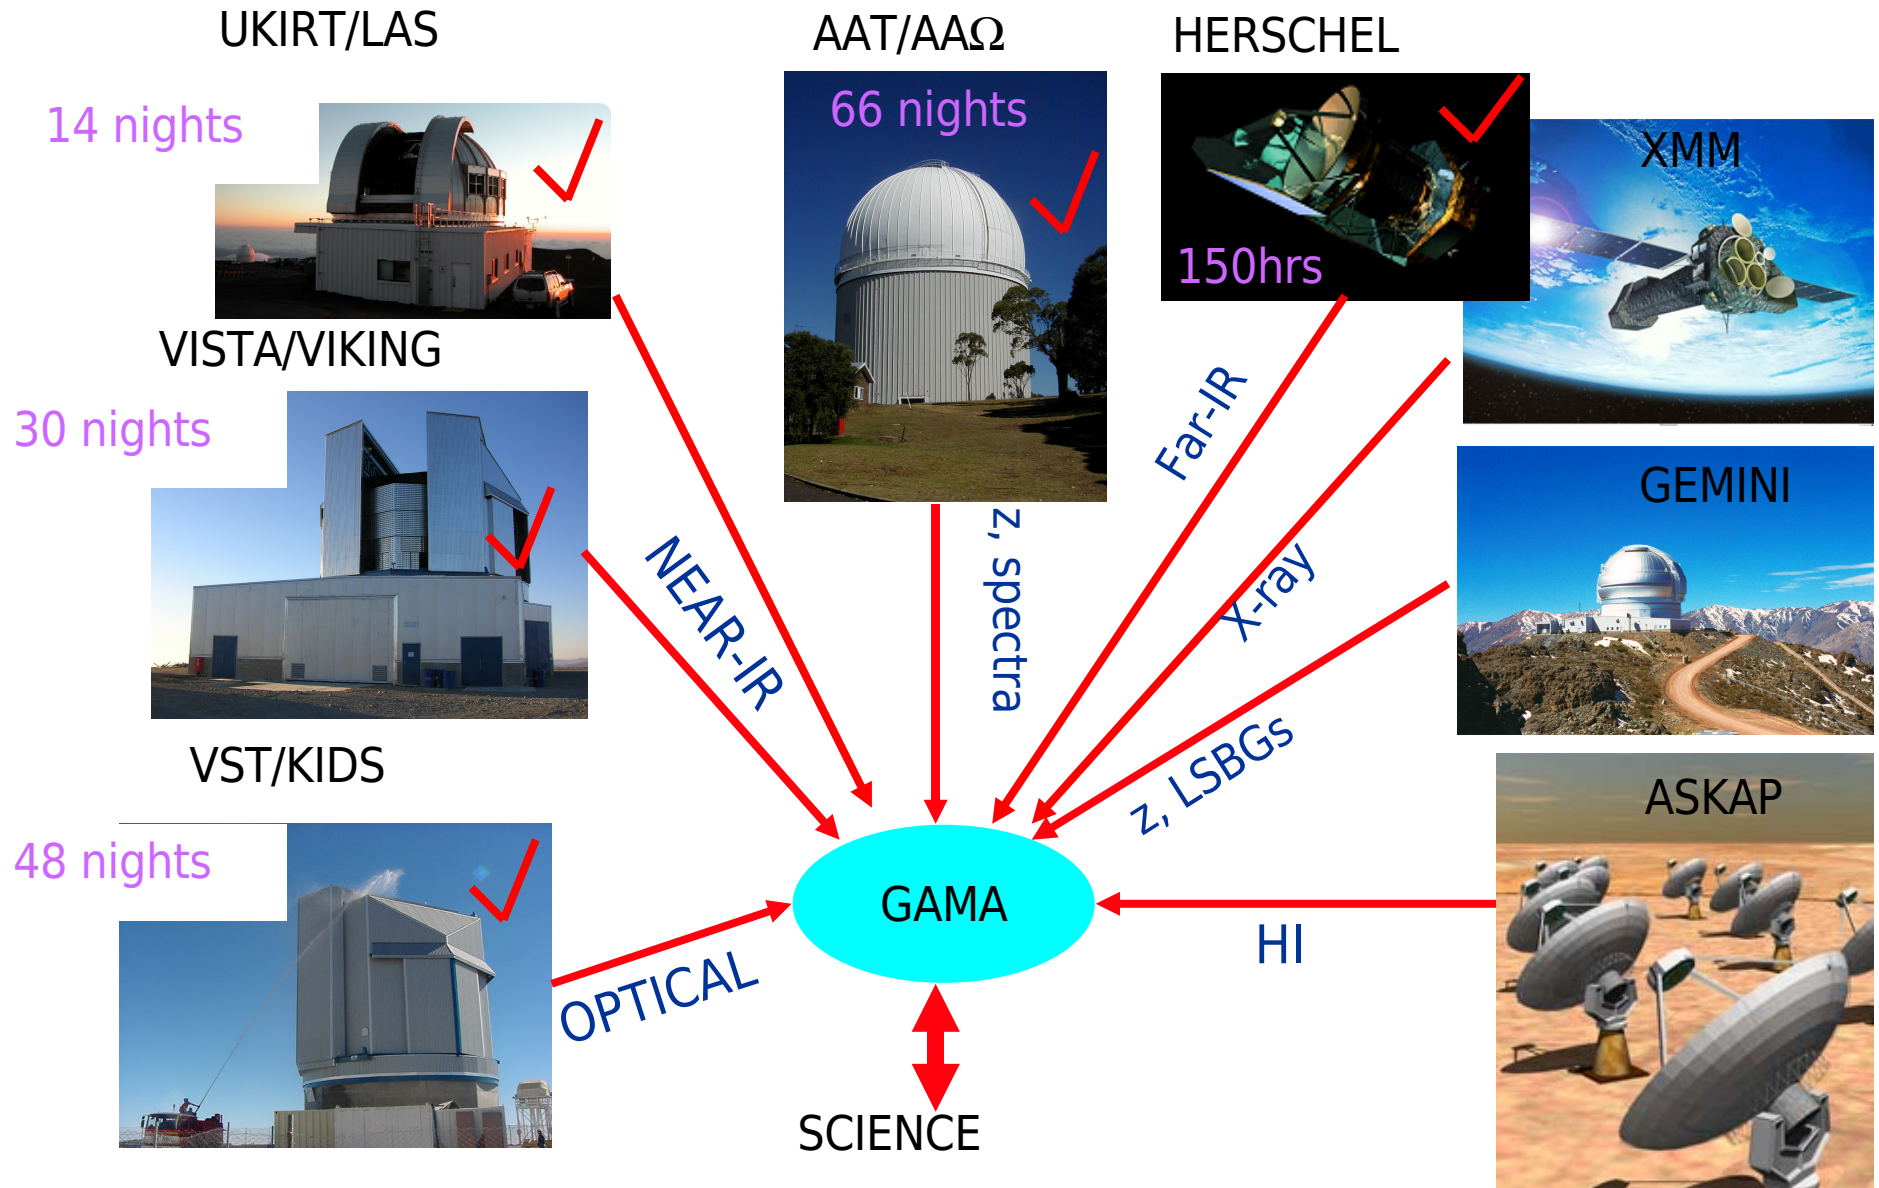 UKIRT/LAS
14 nights
AAT/AAΩ
66 nights
HERSCHEL
150hrs
XMM
VISTA/VIKING
30 nights
GEMINI
Far-IR
X-ray
z, spectra
NEAR-IR
z, LSBGs
VST/KIDS
48 nights
ASKAP
GAMA
HI
OPTICAL
SCIENCE